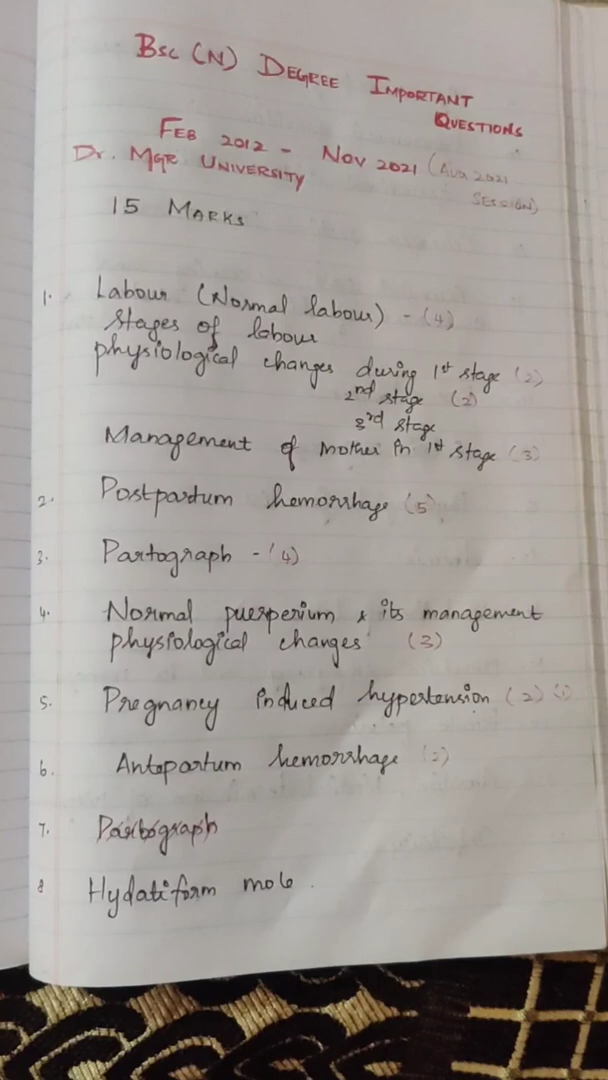 BSC (N) DEGREE IMPORTANT
QUESTIONS
FEB 2012 - NOV 2021 (AUG 2021
SESSION)
Dr. MGR UNIVERSITY
15 MARKS
1. Labour (Normal labour) - (4)
Stages of labour
physiological changes during 1st stage (2)
2nd stage (2)
3rd stage
Management of mother in 1st stage (3)
2. Postpartum hemorrhage (5)
3. Partograph - (4)
4. Normal puerperium & its management
physiological changes (3)
5. Pregnancy induced hypertension (2) (1)
6. Antepartum hemorrhage (2)
7. Partograph
8 Hydatiform mole.